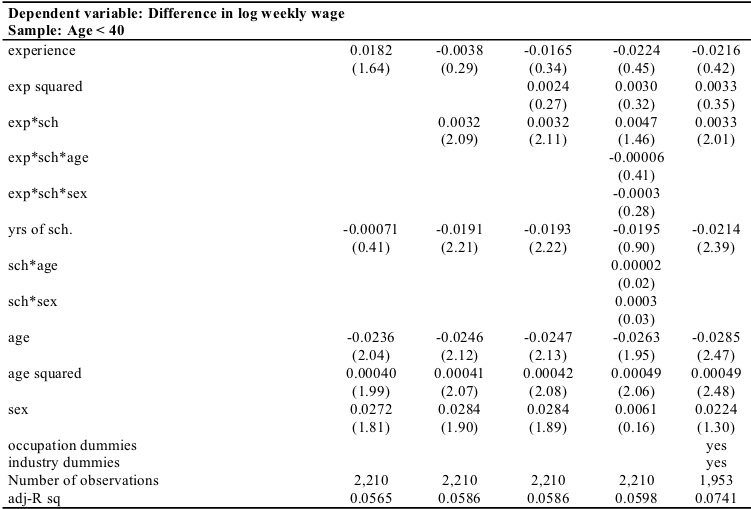 Dependent variable: Difference in log weekly wage
Sample: Age < 40
experience 0.0182 -0.0038 -0.0165 -0.0224 -0.0216
(1.64) (0.29) (0.34) (0.45) (0.42)
exp squared 0.0024 0.0030 0.0033
(0.27) (0.32) (0.35)
exp*sch 0.0032 0.0032 0.0047 0.0033
(2.09) (2.11) (1.46) (2.01)
exp*sch*age -0.00006
(0.41)
exp*sch*sex -0.0003
(0.28)
yrs of sch. -0.00071 -0.0191 -0.0193 -0.0195 -0.0214
(0.41) (2.21) (2.22) (0.90) (2.39)
sch*age 0.00002
(0.02)
sch*sex 0.0003
(0.03)
age -0.0236 -0.0246 -0.0247 -0.0263 -0.0285
(2.04) (2.12) (2.13) (1.95) (2.47)
age squared 0.00040 0.00041 0.00042 0.00049 0.00049
(1.99) (2.07) (2.08) (2.06) (2.48)
sex 0.0272 0.0284 0.0284 0.0061 0.0224
(1.81) (1.90) (1.89) (0.16) (1.30)
occupation dummies yes
industry dummies yes
Number of observations 2,210 2,210 2,210 2,210 1,953
adj-R sq 0.0565 0.0586 0.0586 0.0598 0.0741